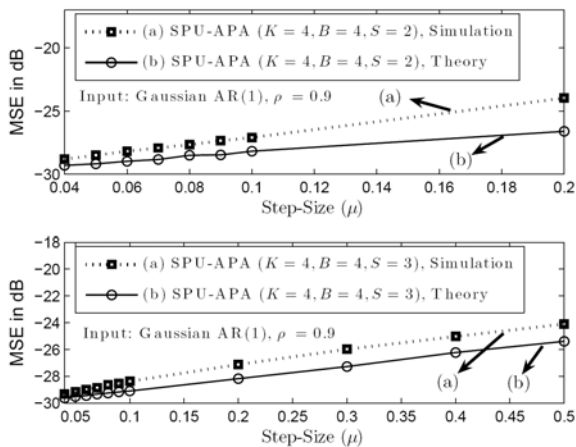 MSE in dB
−20
−25
−30
(a) SPU-APA (K = 4, B = 4, S = 2), Simulation
(b) SPU-APA (K = 4, B = 4, S = 2), Theory
Input: Gaussian AR(1), ρ = 0.9
(a)
(b)
0.04 0.06 0.08 0.1 0.12 0.14 0.16 0.18 0.2
Step-Size (μ)
MSE in dB
−18
−20
−22
−24
−26
−28
−30
(a) SPU-APA (K = 4, B = 4, S = 3), Simulation
(b) SPU-APA (K = 4, B = 4, S = 3), Theory
Input: Gaussian AR(1), ρ = 0.9
(a)
(b)
0.05 0.1 0.15 0.2 0.25 0.3 0.35 0.4 0.45 0.5
Step-Size (μ)